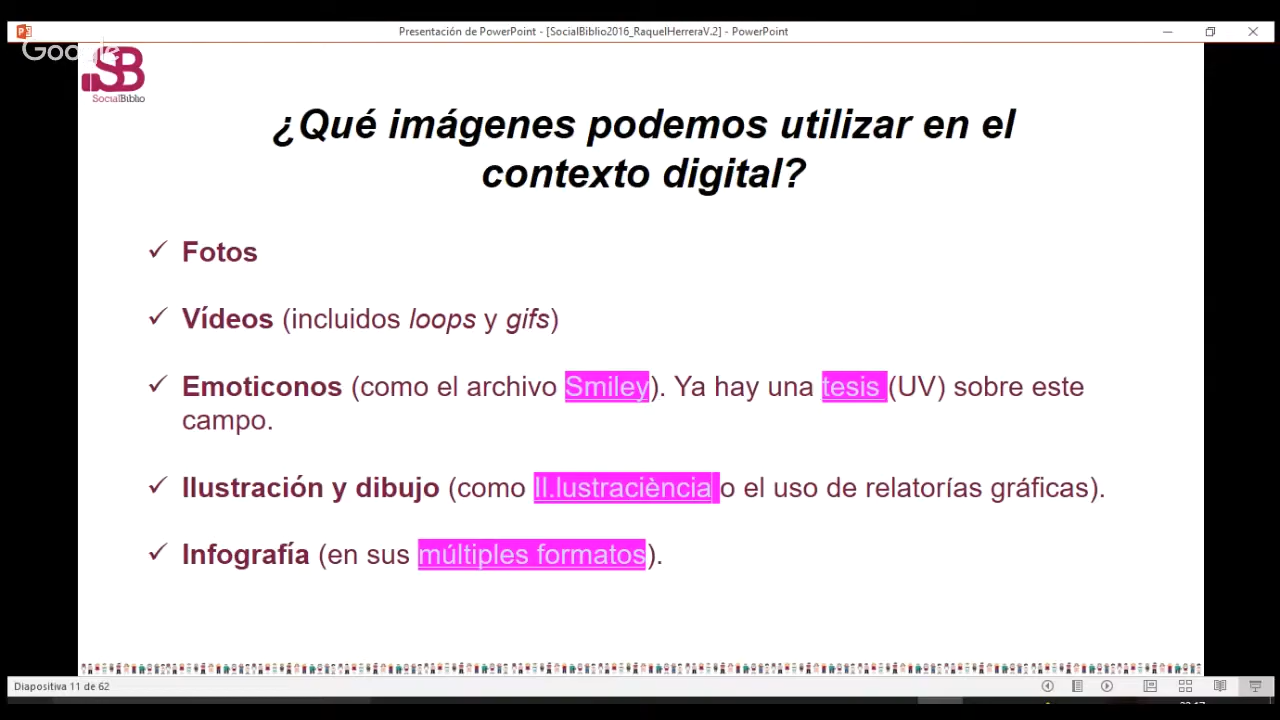 Presentación de PowerPoint - [SocialBiblio2016_RaquelHerreraV.2] - PowerPoint
Google
SB
SocialBiblio
¿Qué imágenes podemos utilizar en el
contexto digital?
✓ Fotos
✓ Vídeos (incluidos loops y gifs)
✓ Emoticonos (como el archivo Smiley). Ya hay una tesis (UV) sobre este
campo.
✓ Ilustración y dibujo (como Il.lustraciència o el uso de relatorías gráficas).
✓ Infografía (en sus múltiples formatos).
Diapositiva 11 de 62